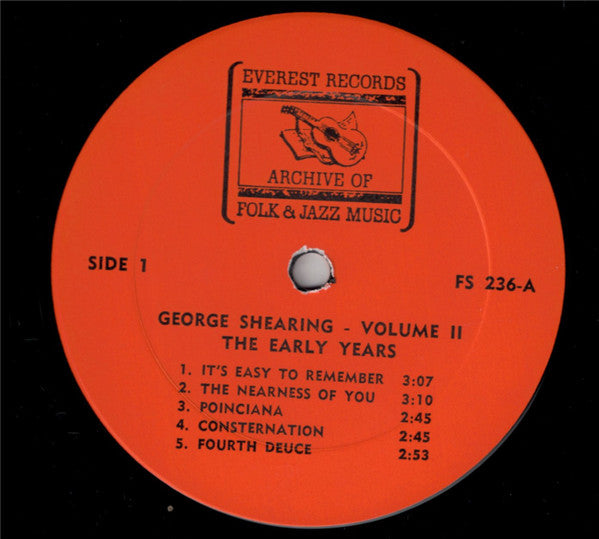 EVEREST RECORDS
ARCHIVE OF
FOLK & JAZZ MUSIC
SIDE 1
FS 236-A
GEORGE SHEARING - VOLUME II
THE EARLY YEARS
1. IT'S EASY TO REMEMBER 3:07
2. THE NEARNESS OF YOU 3:10
3. POINCIANA 2:45
4. CONSTERNATION 2:45
5. FOURTH DEUCE 2:53